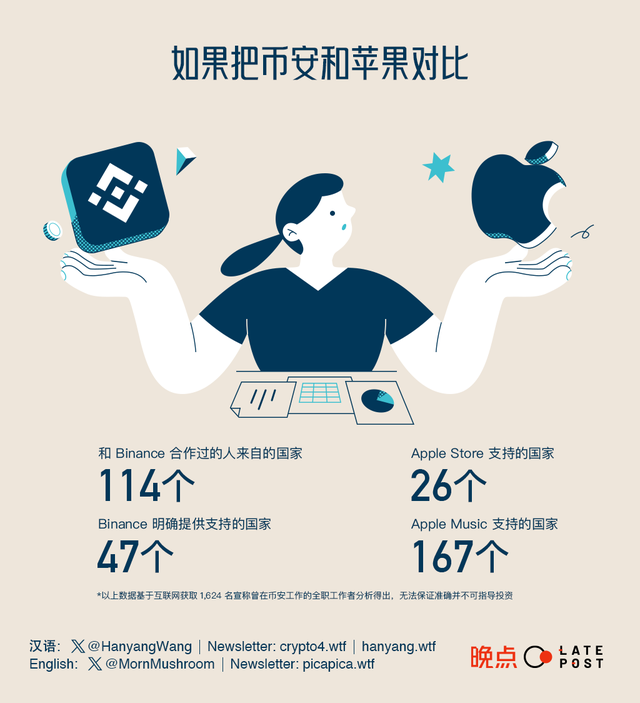 如果把币安和苹果对比
和 Binance 合作过的人来自的国家
114个
Apple Store 支持的国家
26个
Binance 明确提供支持的国家
47个
Apple Music 支持的国家
167个
*以上数据基于互联网获取 1,624 名宣称曾在币安工作的全职工作者分析得出，无法保证准确并不可指导投资
汉语： X @HanyangWang | Newsletter: crypto4.wtf | hanyang.wtf
English: X @MornMushroom | Newsletter: picapica.wtf
晚点 LATE
POST